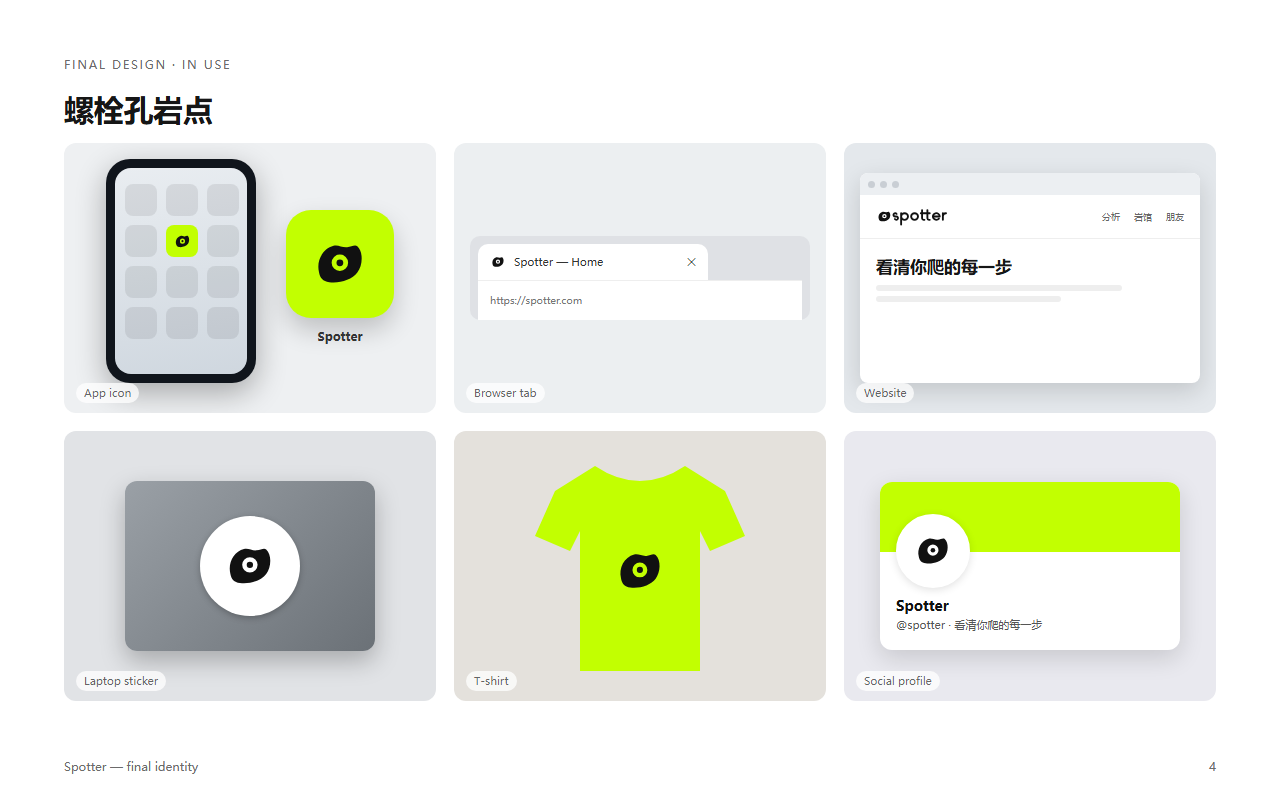 FINAL DESIGN · IN USE
螺栓孔岩点
Spotter
App icon
Spotter — Home
https://spotter.com
Browser tab
spotter
分析 岩馆 朋友
看清你爬的每一步
Website
Laptop sticker
T-shirt
Spotter
@spotter · 看清你爬的每一步
Social profile
Spotter — final identity
4